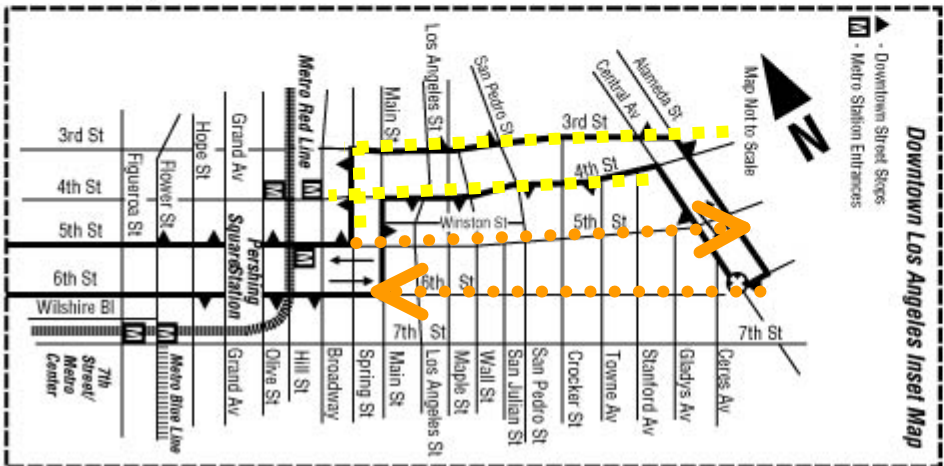 Downtown Los Angeles Inset Map
▲ - Downtown Street Stops
M - Metro Station Entrances
Map Not to Scale
N
Alameda St
Central Av
San Pedro St
Los Angeles St
Main St
Metro Red Line
Grand Av
Hope St
Flower St
Figueroa St
3rd St
3rd St
4th St
4th St
Winston St
5th St
5th St
6th St
6th St
Wilshire Bl
7th St
7th St
Pershing
Square Station
M
M
M
M
M
7th
Street/
Metro
Center
Metro Blue Line
Grand Av
Olive St
Hill St
Broadway
Spring St
Main St
Los Angeles St
Maple St
Wall St
San Julian St
San Pedro St
Crocker St
Towne Av
Stanford Av
Gladys Av
Ceres Av